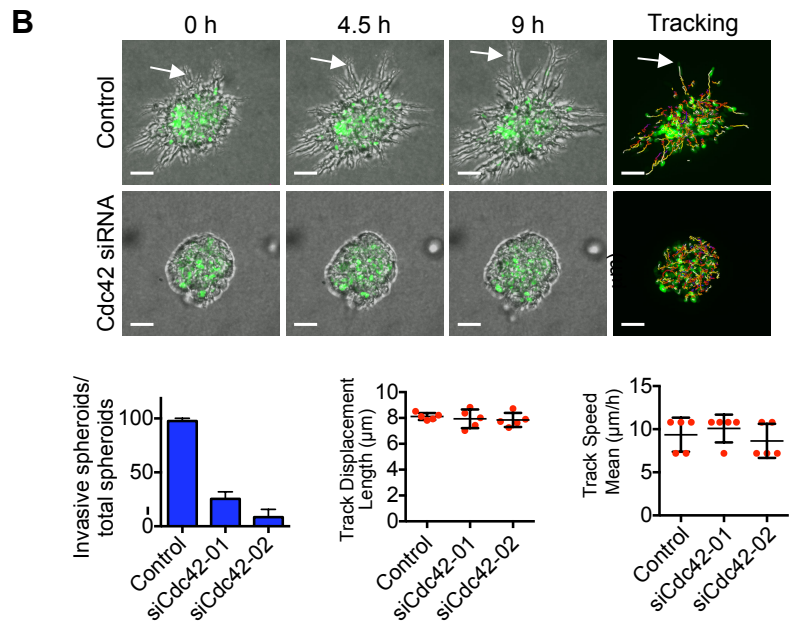 B
0 h
4.5 h
9 h
Tracking
Control
Cdc42 siRNA
Invasive spheroids/
total spheroids
100
50
0
Control
siCdc42-01
siCdc42-02
Track Displacement
Length (µm)
10
8
6
4
2
0
Control
siCdc42-01
siCdc42-02
Track Speed
Mean (µm/h)
15
10
5
0
Control
siCdc42-01
siCdc42-02